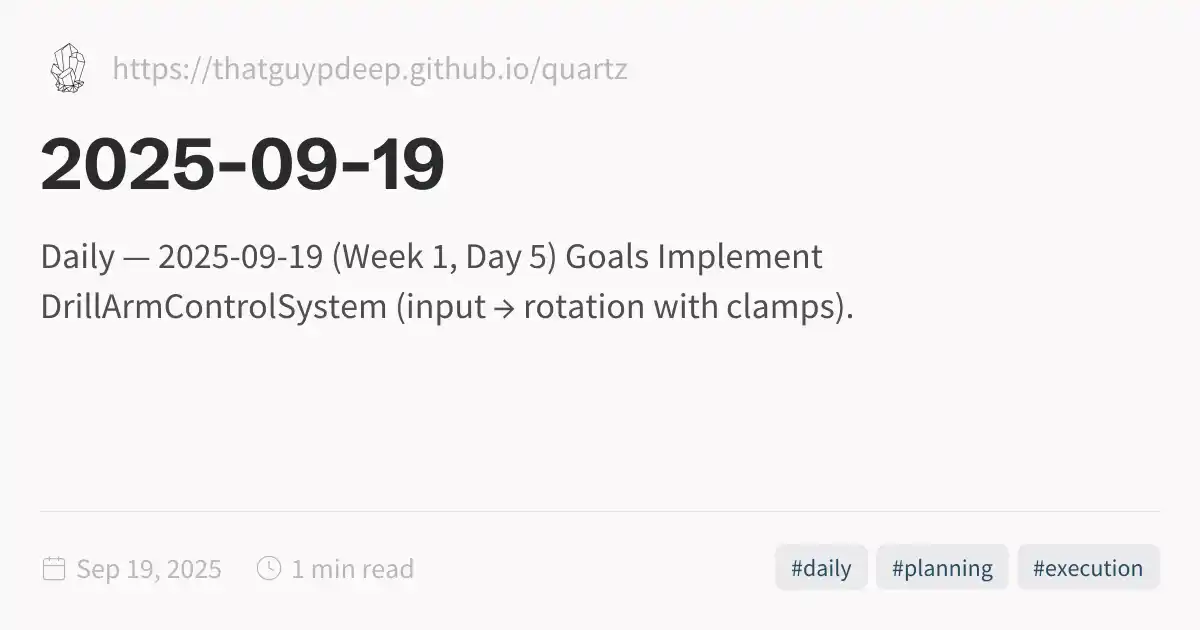 https://thatguypdeep.github.io/quartz
2025-09-19
Daily — 2025-09-19 (Week 1, Day 5) Goals Implement
DrillArmControlSystem (input → rotation with clamps).
Sep 19, 2025 1 min read #daily #planning #execution